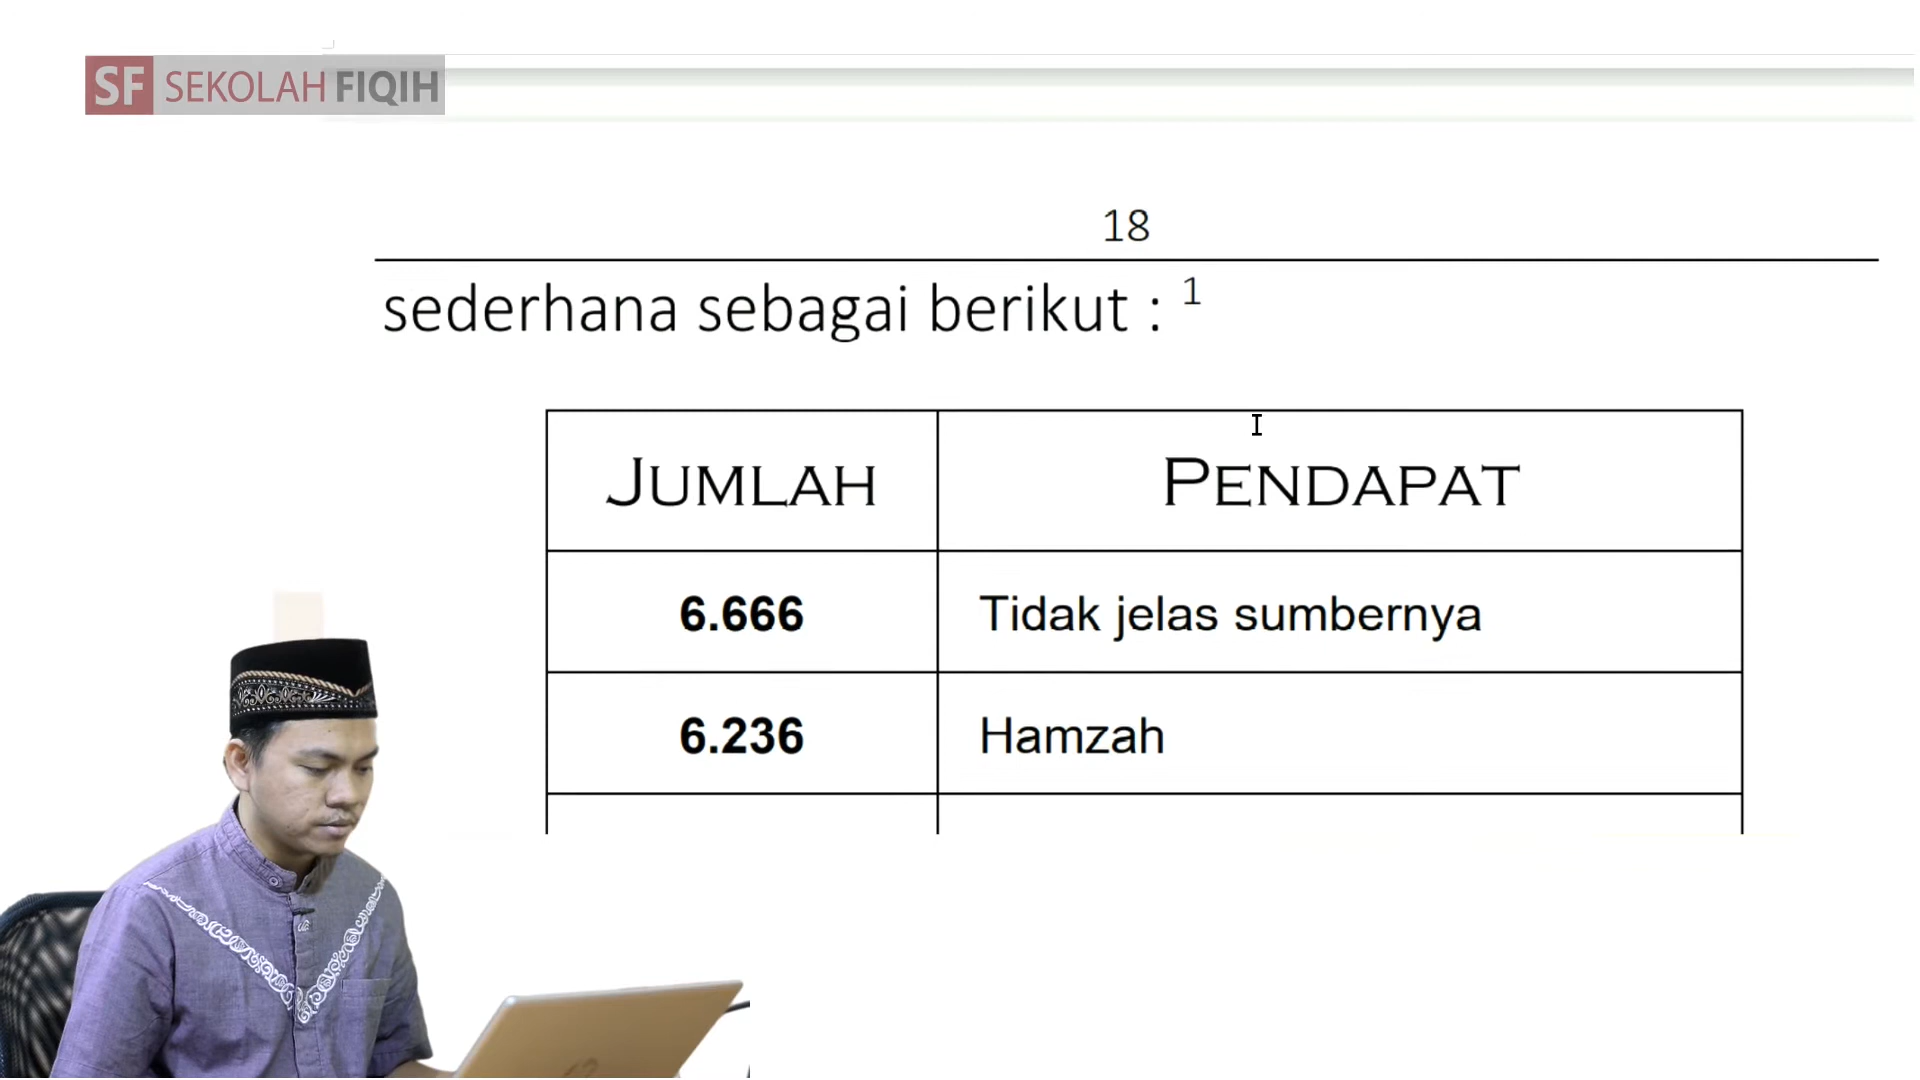 SF SEKOLAH FIQIH
18
sederhana sebagai berikut : 1
JUMLAH PENDAPAT
6.666 Tidak jelas sumbernya
6.236 Hamzah